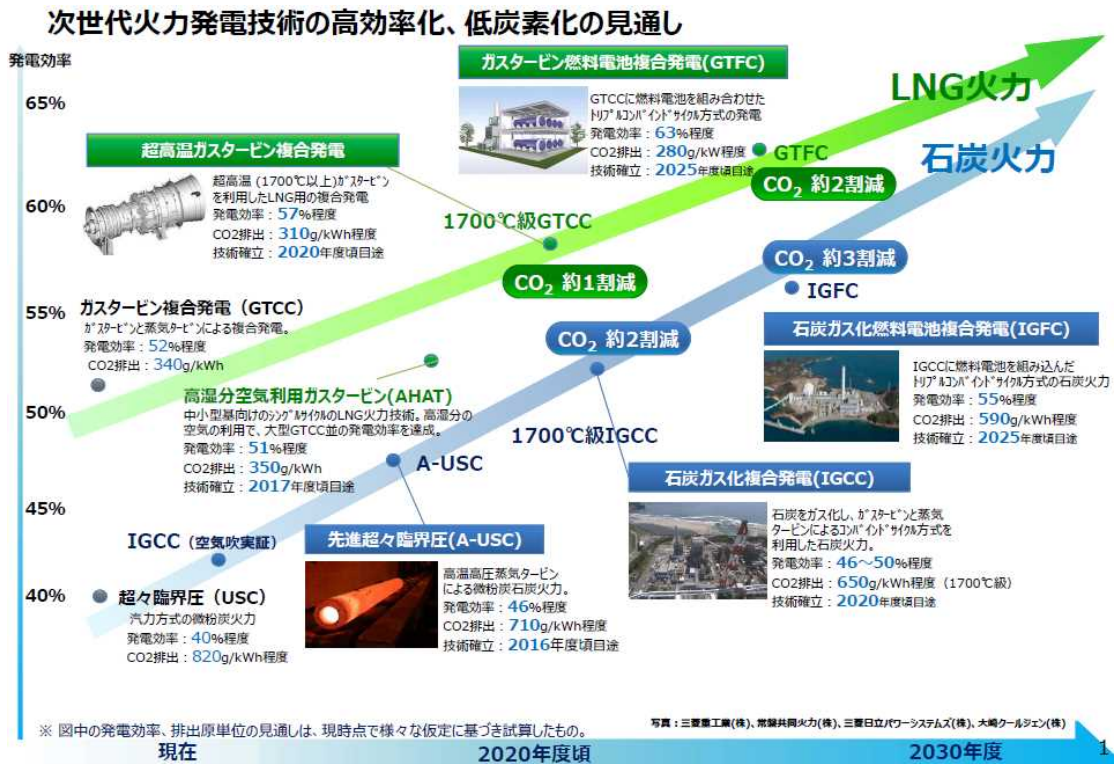 次世代火力発電技術の高効率化、低炭素化の見通し
発電効率
65%
60%
55%
50%
45%
40%
LNG火力
石炭火力
ガスタービン燃料電池複合発電(GTFC)
GTCCに燃料電池を組み合わせた
トリプルコンバインドサイクル方式の発電
発電効率：63%程度
CO2排出：280g/kW程度
技術確立：2025年度頃目途
GTFC
CO2 約2割減
超高温ガスタービン複合発電
超高温 (1700℃以上)ガスタービン
を利用したLNG用の複合発電
発電効率：57%程度
CO2排出：310g/kWh程度
技術確立：2020年度頃目途
1700℃級GTCC
CO2 約1割減
CO2 約3割減
IGFC
ガスタービン複合発電（GTCC）
ガスタービンと蒸気タービンによる複合発電。
発電効率：52%程度
CO2排出：340g/kWh
CO2 約2割減
石炭ガス化燃料電池複合発電(IGFC)
IGCCに燃料電池を組み込んだ
トリプルコンバインドサイクル方式の石炭火力
発電効率：55%程度
CO2排出：590g/kWh程度
技術確立：2025年度頃目途
高湿分空気利用ガスタービン(AHAT)
中小型基向けのシングルサイクルのLNG火力技術。高湿分の
空気の利用で、大型GTCC並の発電効率を達成。
発電効率：51%程度
CO2排出：350g/kWh
技術確立：2017年度頃目途
1700℃級IGCC
A-USC
石炭ガス化複合発電(IGCC)
石炭をガス化し、ガスタービンと蒸気
タービンによるコンバインドサイクル方式を
利用した石炭火力。
発電効率：46～50%程度
CO2排出：650g/kWh程度（1700℃級）
技術確立：2020年度頃目途
IGCC（空気吹実証）
先進超々臨界圧(A-USC)
高温高圧蒸気タービン
による微粉炭石炭火力。
発電効率：46%程度
CO2排出：710g/kWh程度
技術確立：2016年度頃目途
超々臨界圧（USC）
汽力方式の微粉炭火力
発電効率：40%程度
CO2排出：820g/kWh程度
※ 図中の発電効率、排出原単位の見通しは、現時点で様々な仮定に基づき試算したもの。
写真：三菱重工業(株)、常磐共同火力(株)、三菱日立パワーシステムズ(株)、大崎クールジェン(株)
現在
2020年度頃
2030年度
1